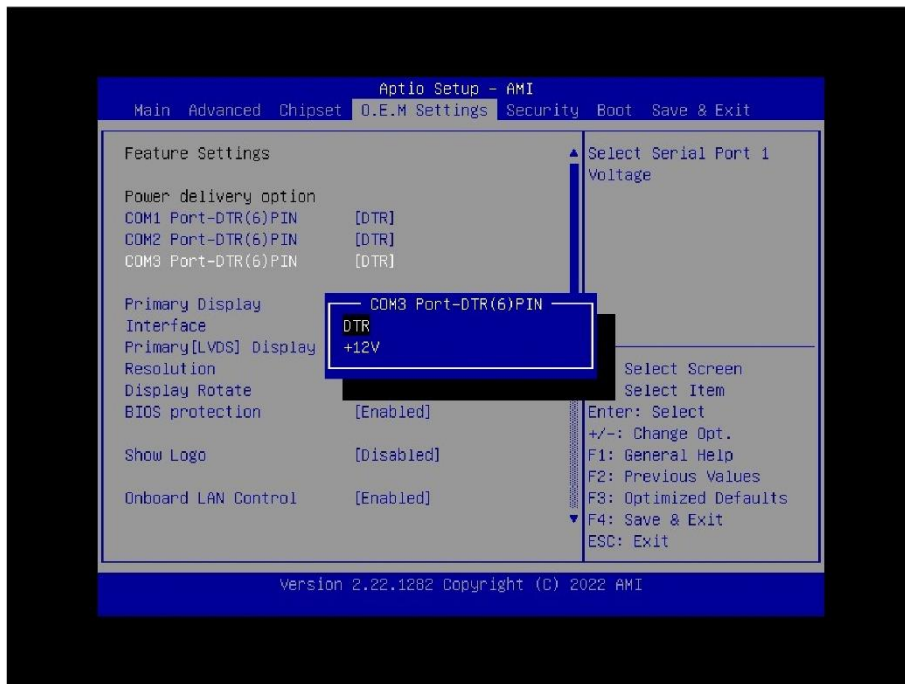 Aptio Setup – AMI
Main Advanced Chipset O.E.M Settings Security Boot Save & Exit
Feature Settings
Power delivery option
COM1 Port-DTR(6)PIN [DTR]
COM2 Port-DTR(6)PIN [DTR]
COM3 Port-DTR(6)PIN [DTR]
Primary Display
Interface
Primary[LVDS] Display
Resolution
Display Rotate
BIOS protection [Enabled]
Show Logo [Disabled]
Onboard LAN Control [Enabled]
COM3 Port-DTR(6)PIN
DTR
+12V
Select Serial Port 1
Voltage
Select Screen
Select Item
Enter: Select
+/-: Change Opt.
F1: General Help
F2: Previous Values
F3: Optimized Defaults
F4: Save & Exit
ESC: Exit
Version 2.22.1282 Copyright (C) 2022 AMI